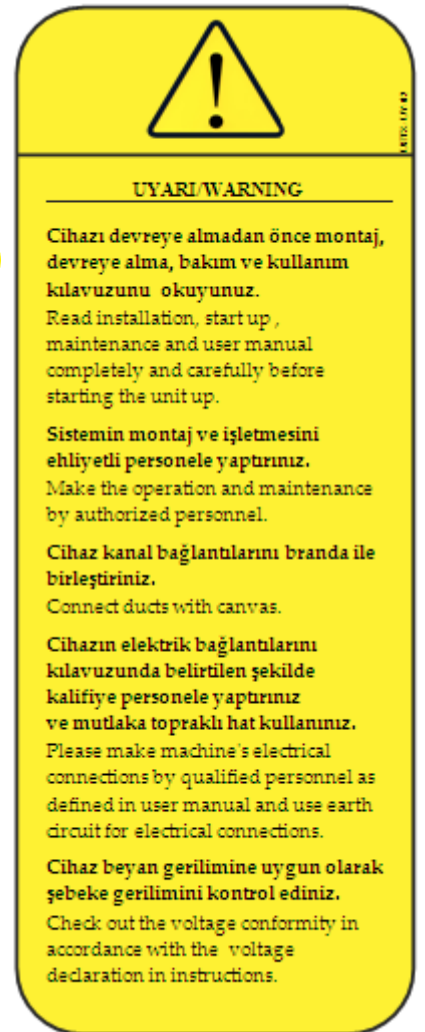 UYARI/WARNING
Cihazı devreye almadan önce montaj,
devreye alma, bakım ve kullanım
kılavuzunu okuyunuz.
Read installation, start up ,
maintenance and user manual
completely and carefully before
starting the unit up.
Sistemin montaj ve işletmesini
ehliyetli personele yaptırınız.
Make the operation and maintenance
by authorized personnel.
Cihaz kanal bağlantılarını branda ile
birleştiriniz.
Connect ducts with canvas.
Cihazın elektrik bağlantılarını
kılavuzunda belirtilen şekilde
kalifiye personele yaptırınız
ve mutlaka topraklı hat kullanınız.
Please make machine's electrical
connections by qualified personnel as
defined in user manual and use earth
circuit for electrical connections.
Cihaz beyan gerilimine uygun olarak
şebeke gerilimini kontrol ediniz.
Check out the voltage conformity in
accordance with the voltage
declaration in instructions.